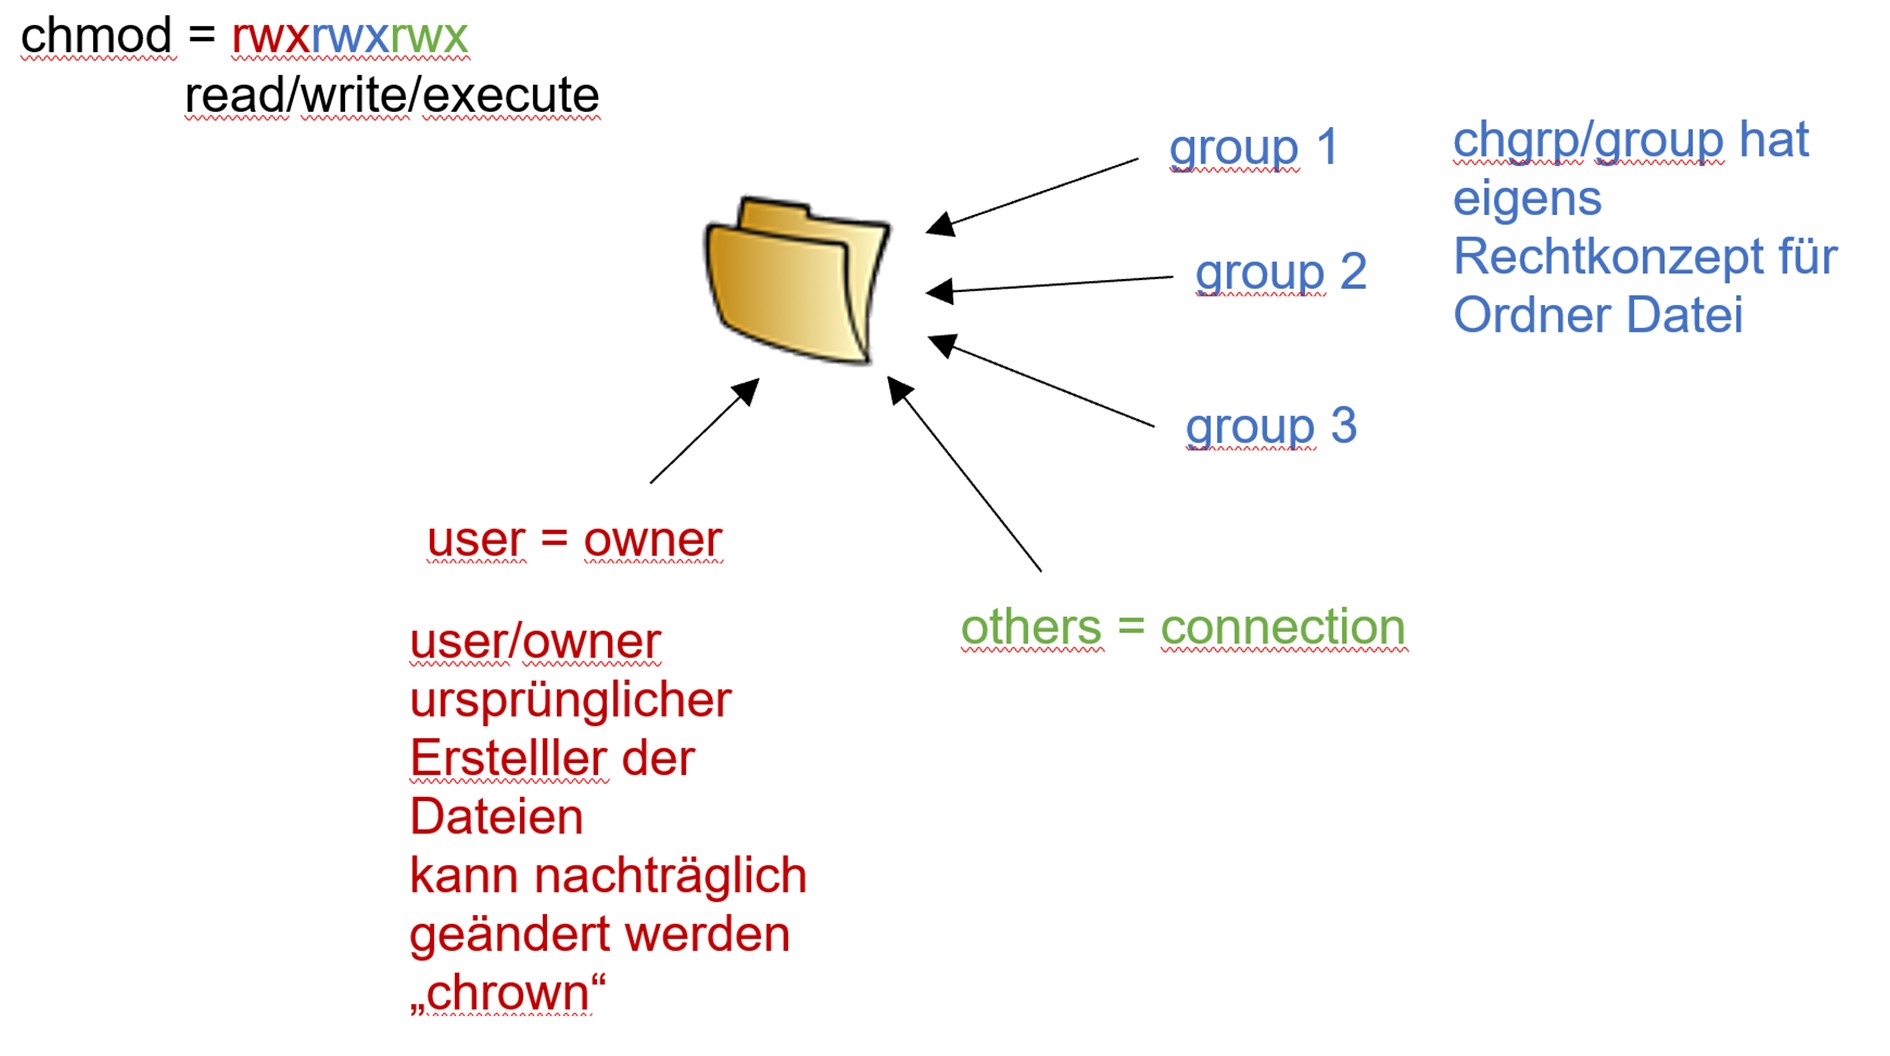 chmod = rwxrwxrwx
read/write/execute
group 1
group 2
group 3
chgrp/group hat
eigens
Rechtkonzept für
Ordner Datei
user = owner
user/owner
ursprünglicher
Erstelller der
Dateien
kann nachträglich
geändert werden
„chrown“
others = connection